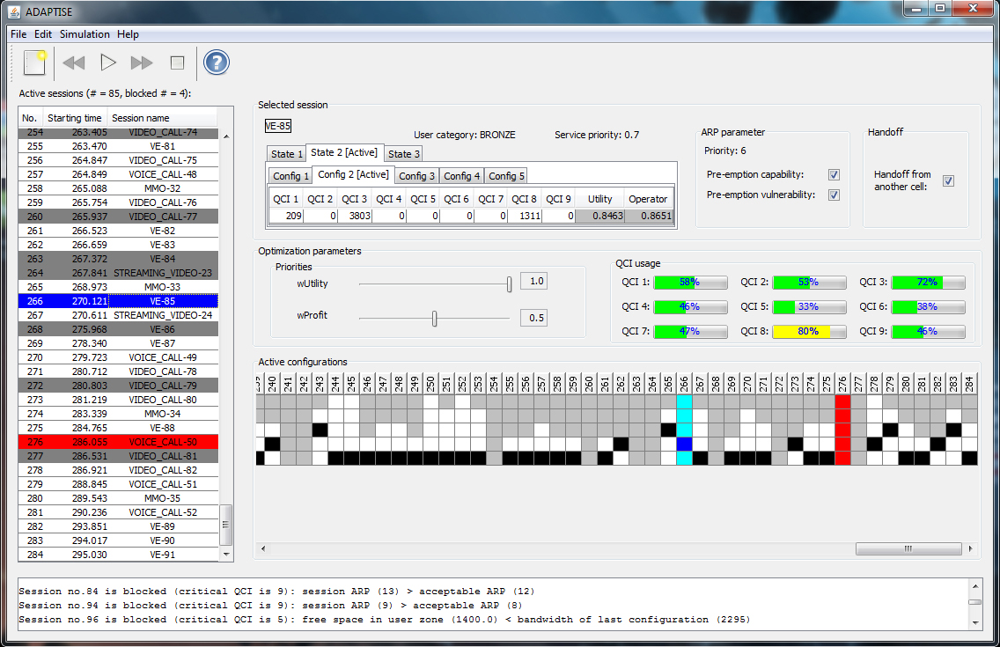 ADAPTISE
File Edit Simulation Help
Active sessions (# = 85, blocked # = 4):
No. Starting time Session name
254 263.405 VIDEO_CALL-74
255 263.470 VE-81
256 264.847 VIDEO_CALL-75
257 264.849 VOICE_CALL-48
258 265.088 MMO-32
259 265.754 VIDEO_CALL-76
260 265.937 VIDEO_CALL-77
261 266.523 VE-82
262 266.659 VE-83
263 267.372 VE-84
264 267.841 STREAMING_VIDEO-23
265 268.973 MMO-33
266 270.121 VE-85
267 270.611 STREAMING_VIDEO-24
268 275.968 VE-86
269 278.340 VE-87
270 279.723 VOICE_CALL-49
271 280.712 VIDEO_CALL-78
272 280.803 VIDEO_CALL-79
273 281.219 VIDEO_CALL-80
274 283.339 MMO-34
275 284.765 VE-88
276 286.055 VOICE_CALL-50
277 286.531 VIDEO_CALL-81
278 286.921 VIDEO_CALL-82
279 288.845 VOICE_CALL-51
280 289.543 MMO-35
281 290.236 VOICE_CALL-52
282 293.851 VE-89
283 294.017 VE-90
284 295.030 VE-91
Selected session
VE-85
User category: BRONZE Service priority: 0.7
State 1 State 2 [Active] State 3
Config 1 Config 2 [Active] Config 3 Config 4 Config 5
QCI 1 QCI 2 QCI 3 QCI 4 QCI 5 QCI 6 QCI 7 QCI 8 QCI 9 Utility Operator
209 0 3803 0 0 0 0 1311 0 0.8463 0.8651
ARP parameter
Priority: 6
Pre-emption capability:
Pre-emption vulnerability:
Handoff
Handoff from
another cell:
Optimization parameters
Priorities
wUtility 1.0
wProfit 0.5
QCI usage
QCI 1: 58% QCI 2: 53% QCI 3: 72%
QCI 4: 46% QCI 5: 33% QCI 6: 38%
QCI 7: 47% QCI 8: 80% QCI 9: 46%
Active configurations
240 241 242 243 244 245 246 247 248 249 250 251 252 253 254 255 256 257 258 259 260 261 262 263 264 265 266 267 268 269 270 271 272 273 274 275 276 277 278 279 280 281 282 283 284
Session no.84 is blocked (critical QCI is 9): session ARP (13) > acceptable ARP (12)
Session no.94 is blocked (critical QCI is 9): session ARP (9) > acceptable ARP (8)
Session no.96 is blocked (critical QCI is 5): free space in user zone (1400.0) < bandwidth of last configuration (2295)